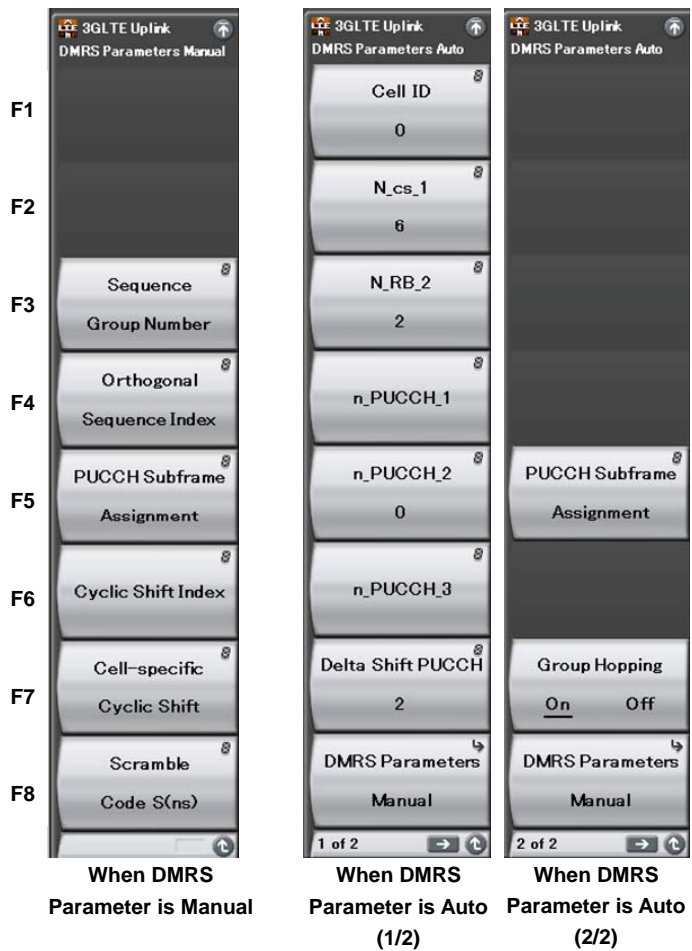 3GLTE Uplink
DMRS Parameters Manual
F1
F2
F3
F4
F5
F6
F7
F8
Sequence
Group Number
Orthogonal
Sequence Index
PUCCH Subframe
Assignment
Cyclic Shift Index
Cell-specific
Cyclic Shift
Scramble
Code S(ns)
When DMRS
Parameter is Manual
3GLTE Uplink
DMRS Parameters Auto
Cell ID
0
N_cs_1
6
N_RB_2
2
n_PUCCH_1
n_PUCCH_2
0
n_PUCCH_3
Delta Shift PUCCH
2
DMRS Parameters
Manual
1 of 2
When DMRS
Parameter is Auto
(1/2)
3GLTE Uplink
DMRS Parameters Auto
PUCCH Subframe
Assignment
Group Hopping
On Off
DMRS Parameters
Manual
2 of 2
When DMRS
Parameter is Auto
(2/2)